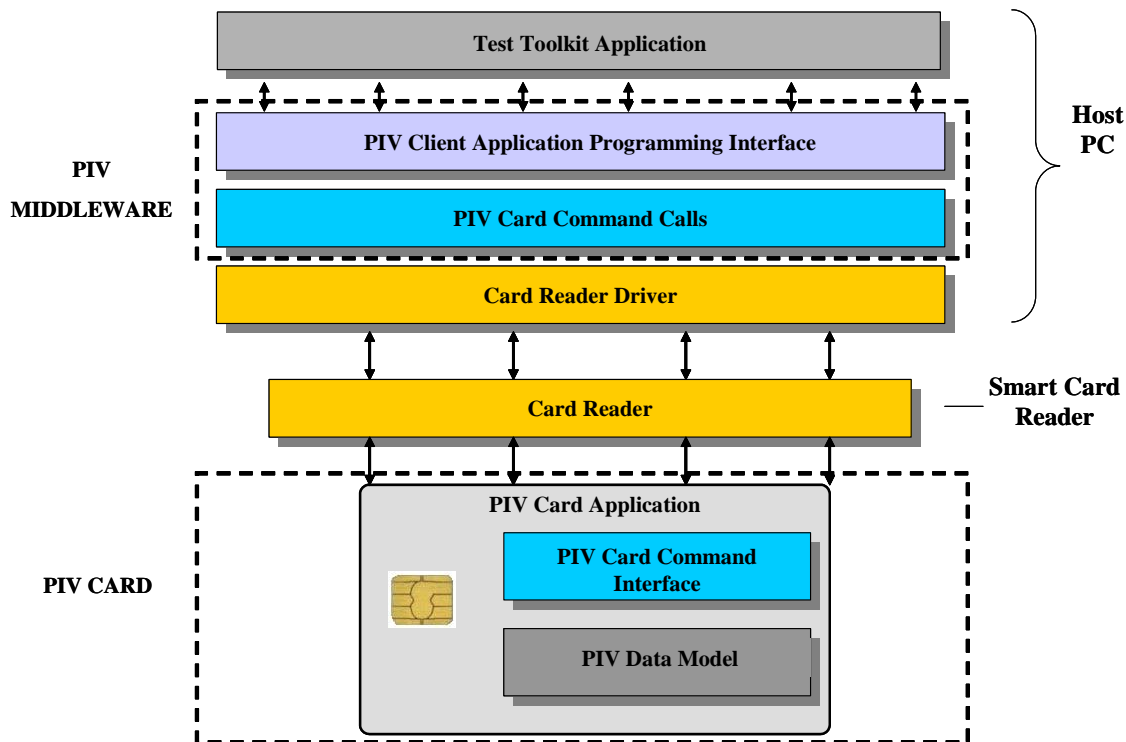 Test Toolkit Application
Host
PC
PIV Client Application Programming Interface
PIV
MIDDLEWARE
PIV Card Command Calls
Card Reader Driver
Card Reader
Smart Card
Reader
PIV Card Application
PIV Card Command
Interface
PIV CARD
PIV Data Model